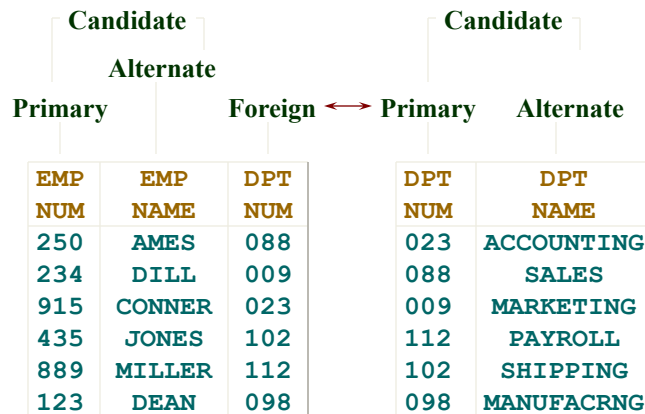 Candidate Candidate
Alternate
Primary Foreign Primary Alternate
EMP EMP DPT DPT DPT
NUM NAME NUM NUM NAME
250 AMES 088 023 ACCOUNTING
234 DILL 009 088 SALES
915 CONNER 023 009 MARKETING
435 JONES 102 112 PAYROLL
889 MILLER 112 102 SHIPPING
123 DEAN 098 098 MANUFACRNG